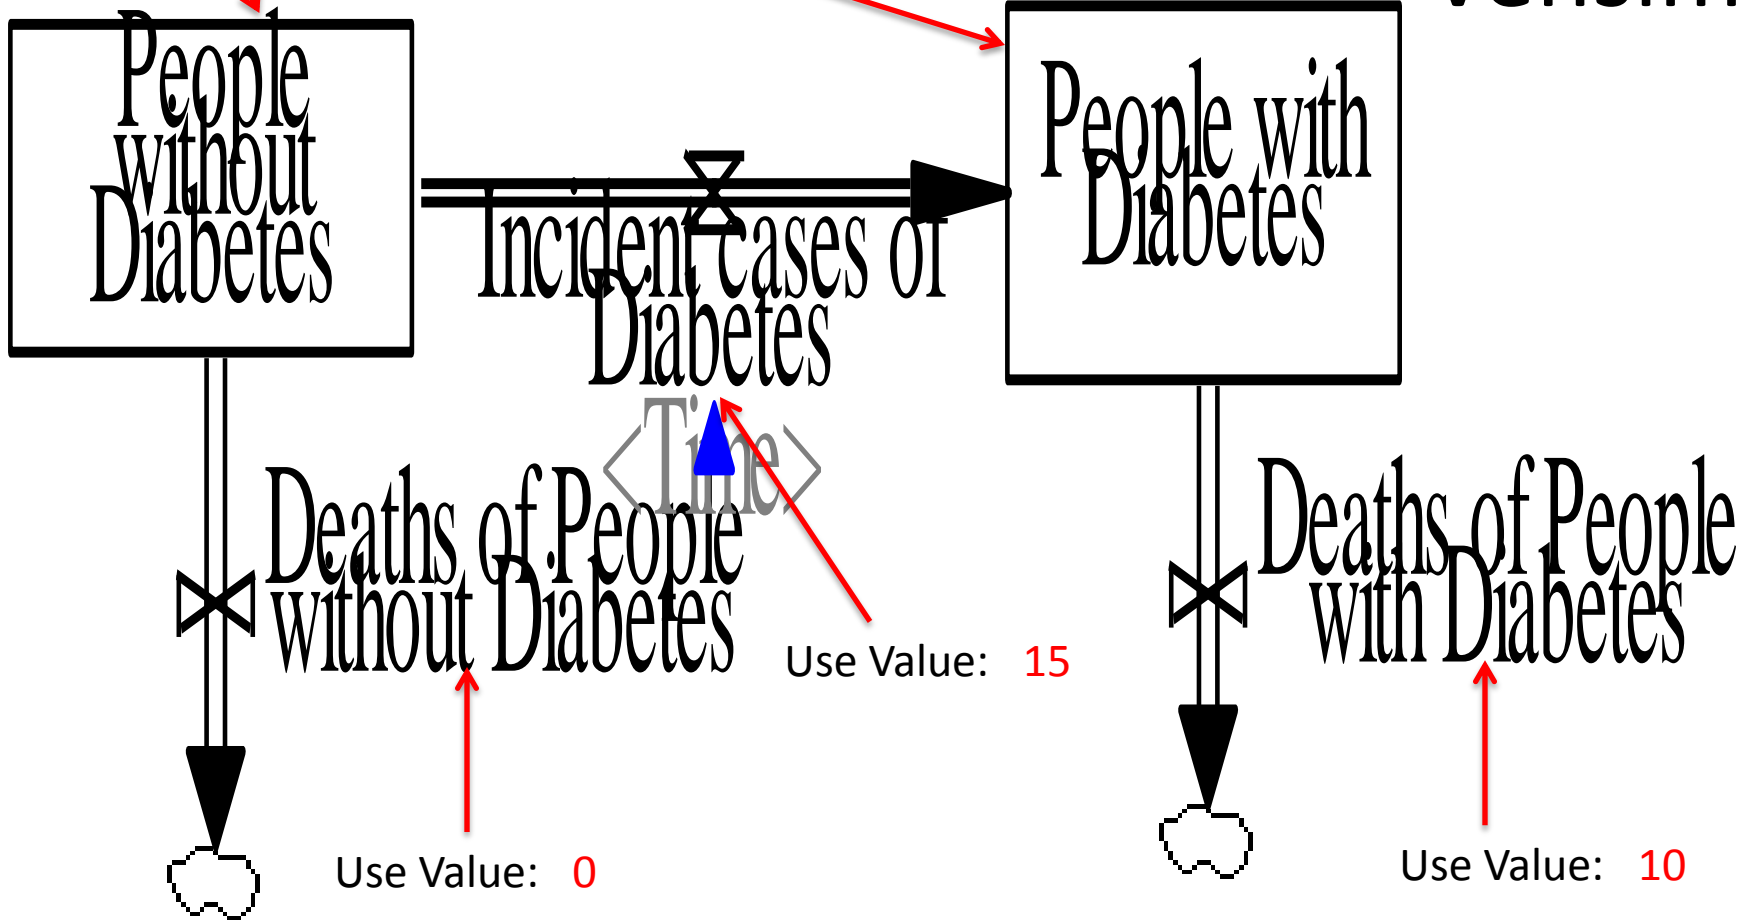 People
without
Diabetes
People with
Diabetes
Incident cases of
Diabetes
<Time>
Deaths of People
without Diabetes
Deaths of People
with Diabetes
Use Value: 15
Use Value: 0
Use Value: 10